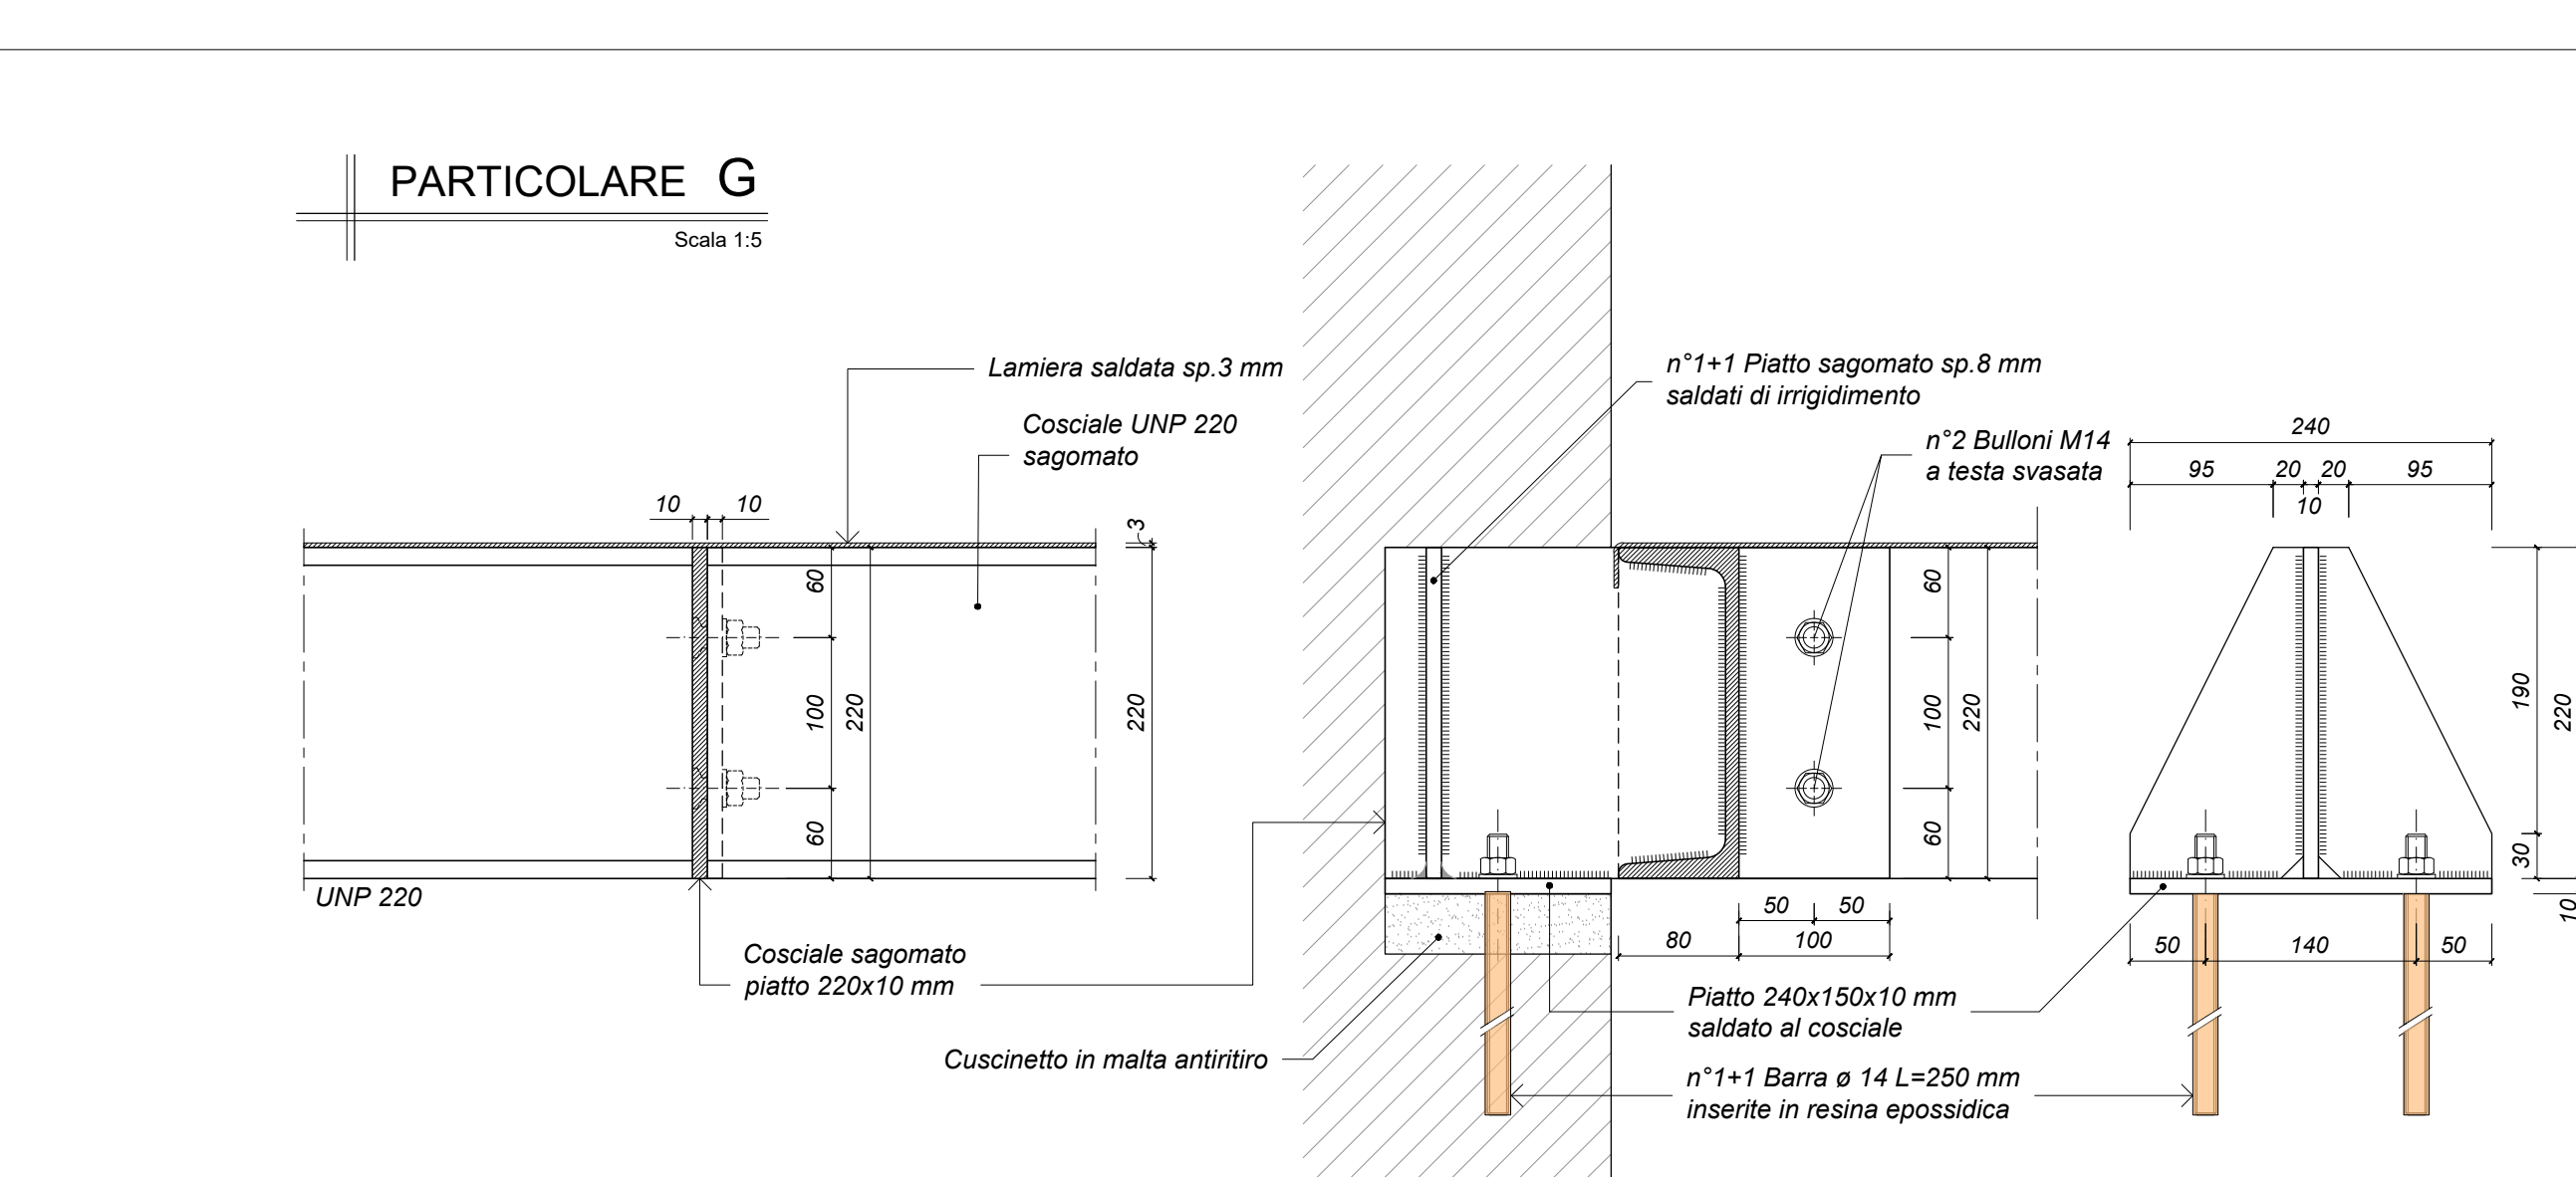 PARTICOLARE G
Scala 1:5
Lamiera saldata sp.3 mm
Cosciale UNP 220
sagomato
10
10
3
60
100
220
60
220
UNP 220
Cosciale sagomato
piatto 220x10 mm
Cuscinetto in malta antiritiro
n°1+1 Piatto sagomato sp.8 mm
saldati di irrigidimento
n°2 Bulloni M14
a testa svasata
60
100
220
60
50
50
80
100
Piatto 240x150x10 mm
saldato al cosciale
n°1+1 Barra ø 14 L=250 mm
inserite in resina epossidica
240
95
20
20
95
10
190
220
30
10
50
140
50